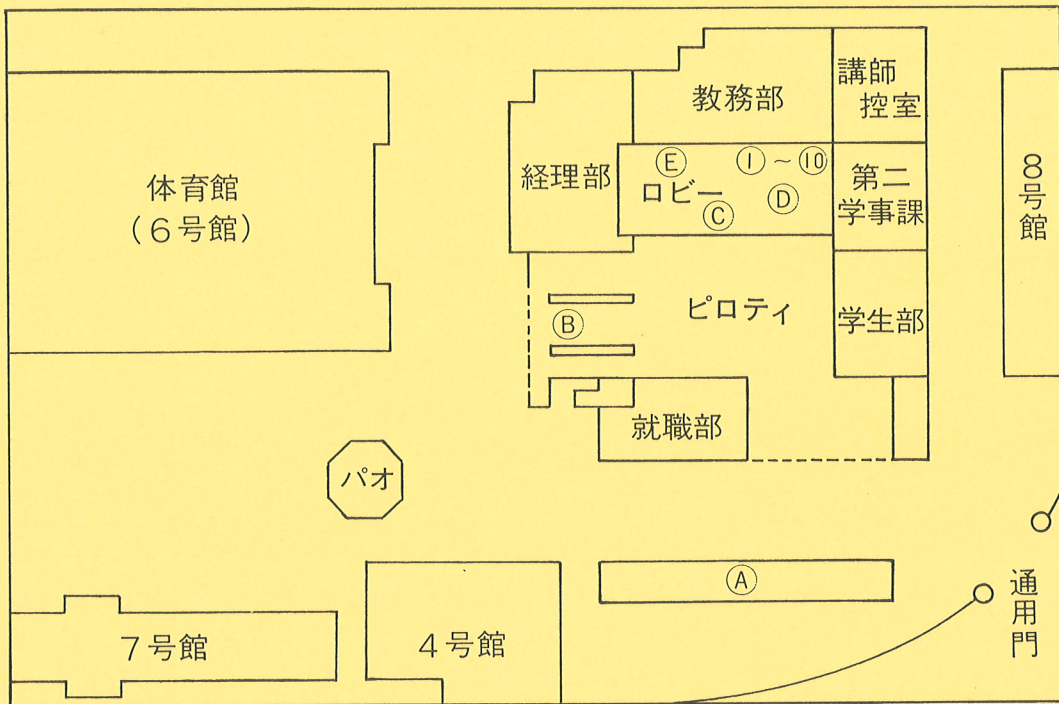 教務部
講師
控室
経理部
Ⓔ
①～⑩
ロビー
Ⓒ
Ⓓ
第二
学事課
8号館
体育館
(6号館)
Ⓑ
ピロティ
学生部
就職部
パオ
Ⓐ
通用門
7号館
4号館